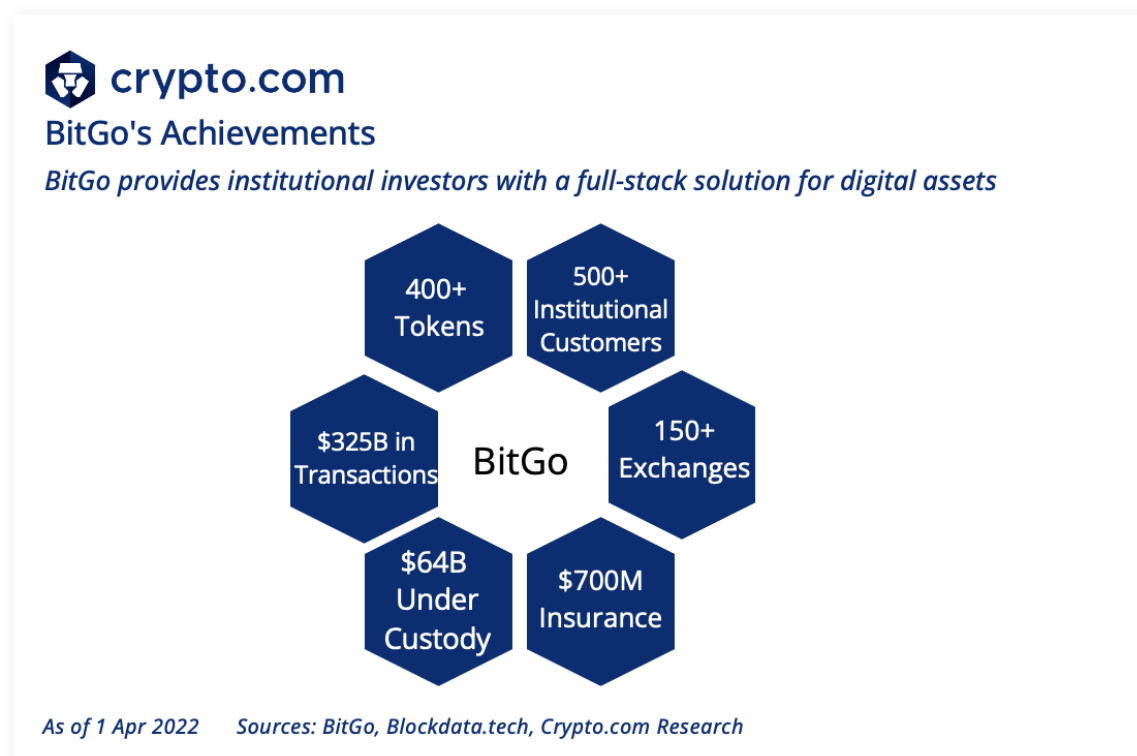 crypto.com
BitGo's Achievements
BitGo provides institutional investors with a full-stack solution for digital assets
400+
Tokens
500+
Institutional
Customers
$325B in
Transactions
BitGo
150+
Exchanges
$64B
Under
Custody
$700M
Insurance
As of 1 Apr 2022 Sources: BitGo, Blockdata.tech, Crypto.com Research